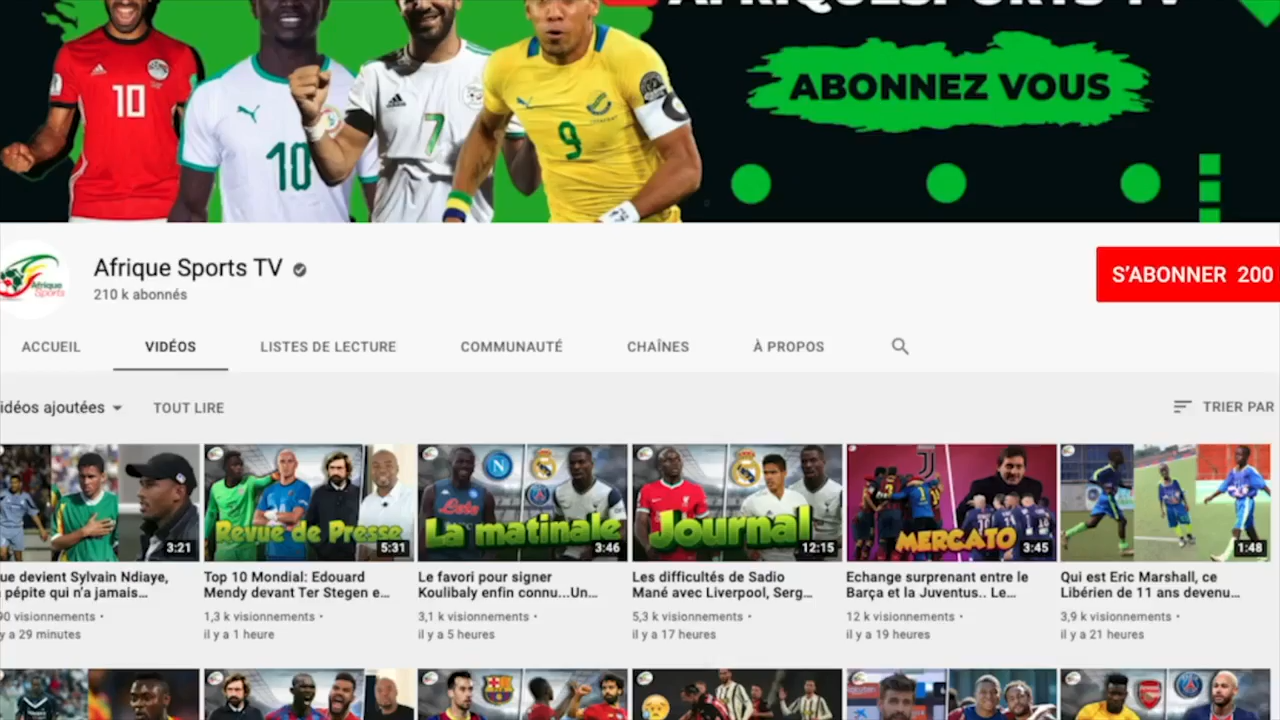 AFRIQUESPORTS TV
ABONNEZ VOUS
10
10
7
9
Afrique Sports TV
210 k abonnés
Afrique
Sports
S'ABONNER 200
ACCUEIL VIDÉOS LISTES DE LECTURE COMMUNAUTÉ CHAÎNES À PROPOS
idéos ajoutées TOUT LIRE TRIER PAR
Revue de Presse
La matinale
Journal
MERCATO
3:21 5:31 3:46 12:15 3:45 1:48
ue devient Sylvain Ndiaye,
pépite qui n'a jamais...
90 visionnements •
y a 29 minutes
Top 10 Mondial: Edouard
Mendy devant Ter Stegen e...
1,3 k visionnements •
il y a 1 heure
Le favori pour signer
Koulibaly enfin connu...Un...
3,1 k visionnements •
il y a 5 heures
Les difficultés de Sadio
Mané avec Liverpool, Serg...
5,3 k visionnements •
il y a 17 heures
Echange surprenant entre le
Barça et la Juventus.. Le...
12 k visionnements •
il y a 19 heures
Qui est Eric Marshall, ce
Libérien de 11 ans devenu...
3,9 k visionnements •
il y a 21 heures